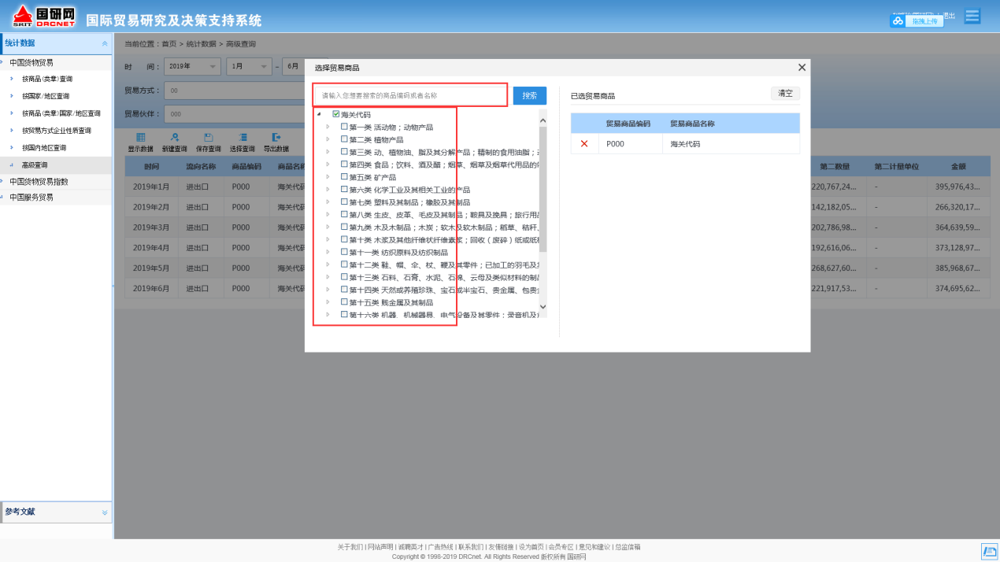 国研网
SRIT DRCNET
国际贸易研究及决策支持系统
拖拽上传
统计数据
中国货物贸易
按商品(类章)查询
按国家/地区查询
按商品(类章)国家/地区查询
按贸易方式企业性质查询
按国内地区查询
高级查询
中国货物贸易指数
中国服务贸易
参考文献
当前位置：首页 > 统计数据 > 高级查询
时 间： 2019年 1月 - 6月
贸易方式： 00
贸易伙伴： 000
显示数据 新建查询 保存查询 选择查询 导出数据
时间 流向名称 商品编码 商品名称 第二数量 第二计量单位 金额
2019年1月 进出口 P000 海关代码 220,767,24... - 395,976,43...
2019年2月 进出口 P000 海关代码 142,182,05... - 266,320,17...
2019年3月 进出口 P000 海关代码 202,786,98... - 364,639,59...
2019年4月 进出口 P000 海关代码 192,616,06... - 373,128,97...
2019年5月 进出口 P000 海关代码 268,627,60... - 385,968,67...
2019年6月 进出口 P000 海关代码 221,917,53... - 374,695,62...
选择贸易商品
请输入您想要搜索的商品编码或者名称
搜索
海关代码
第一类 活动物；动物产品
第二类 植物产品
第三类 动、植物油、脂及其分解产品；精制的食用油脂；
第四类 食品；饮料、酒及醋；烟草、烟草及烟草代用品的
第五类 矿产品
第六类 化学工业及其相关工业的产品
第七类 塑料及其制品；橡胶及其制品
第八类 生皮、皮革、毛皮及其制品；鞍具及挽具；旅行用
第九类 木及木制品；木炭；软木及软木制品；稻草、秸秆、
第十类 木浆及其他纤维状纤维素浆；回收（废碎）纸或纸
第十一类 纺织原料及纺织制品
第十二类 鞋、帽、伞、杖、鞭及其零件；已加工的羽毛及
第十三类 石料、石膏、水泥、石棉、云母及类似材料的制
第十四类 天然或养殖珍珠、宝石或半宝石、贵金属、包贵
第十五类 贱金属及其制品
第十六类 机器、机械器具、电气设备及其零件；录音机及
已选贸易商品
清空
贸易商品编码 贸易商品名称
P000 海关代码
关于我们 | 网站声明 | 诚聘英才 | 广告热线 | 联系我们 | 友情链接 | 设为首页 | 会员专区 | 意见和建议 | 总监信箱
Copyright © 1998-2019 DRCnet. All Rights Reserved 版权所有 国研网